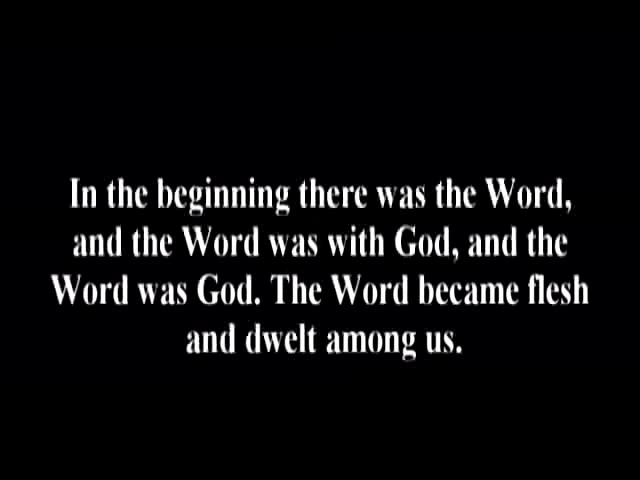 In the beginning there was the Word,
and the Word was with God, and the
Word was God. The Word became flesh
and dwelt among us.